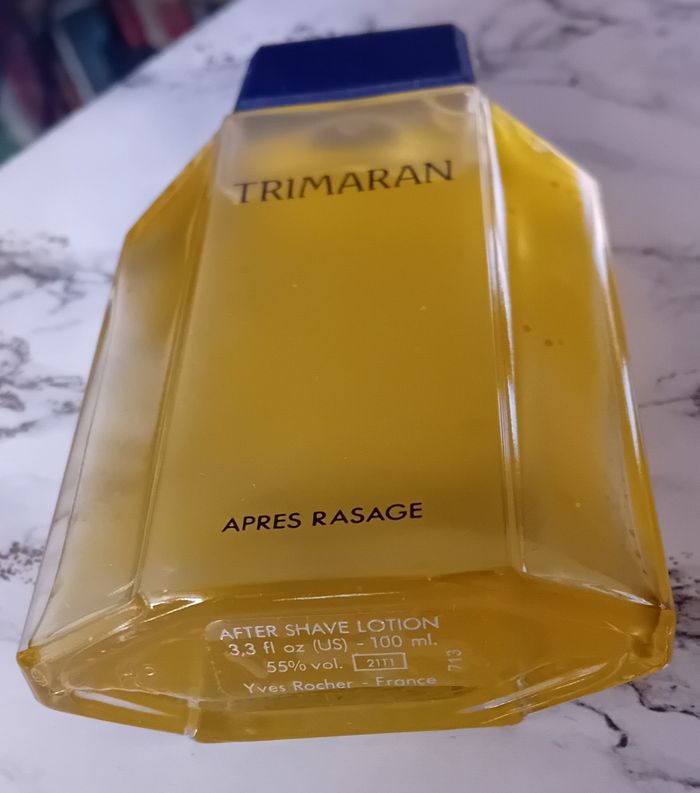 TRIMARAN
APRES RASAGE
AFTER SHAVE LOTION
3.3 fl oz (US) - 100 ml.
55% vol. 21T1
713
Yves Rocher - France